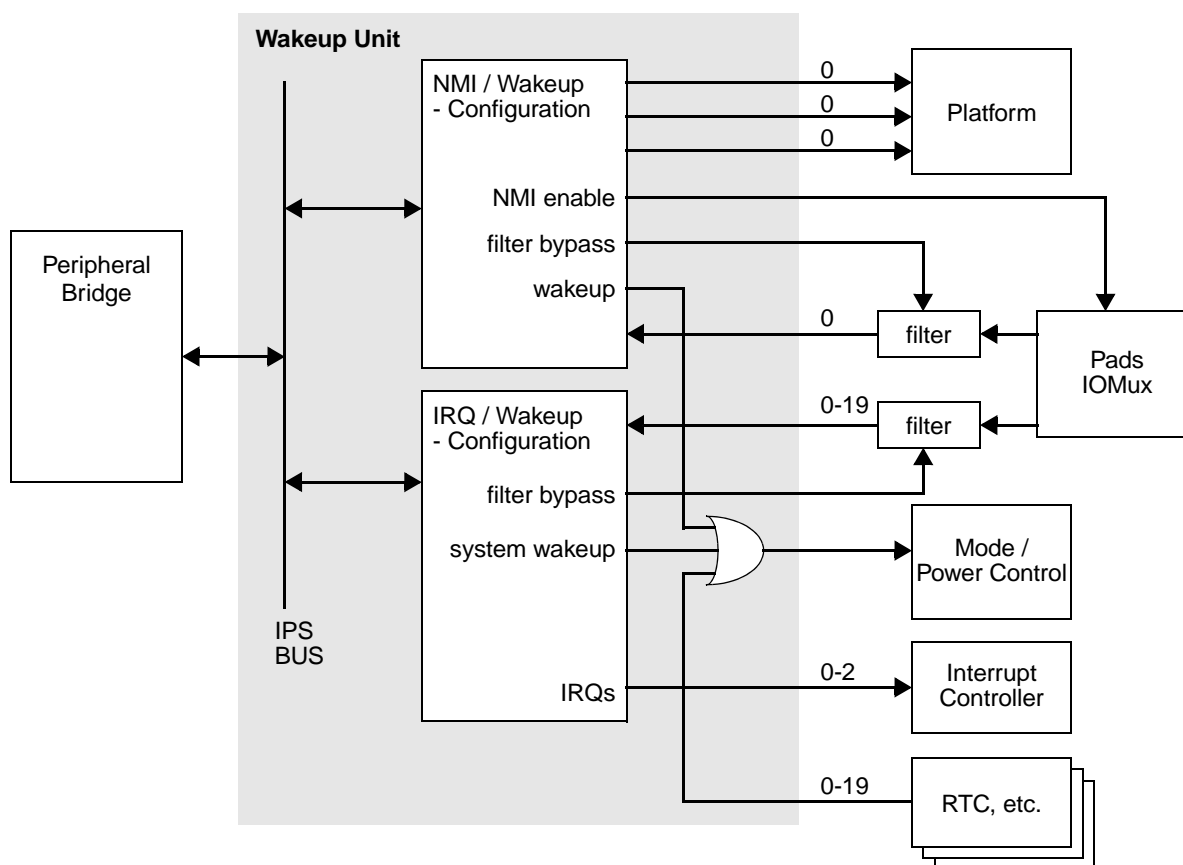 Wakeup Unit
NMI / Wakeup
- Configuration
NMI enable
filter bypass
wakeup
0
0
0
Platform
Peripheral
Bridge
0
filter
Pads
IOMux
IRQ / Wakeup
- Configuration
filter bypass
system wakeup
IRQs
0-19
filter
Mode /
Power Control
IPS
BUS
0-2
Interrupt
Controller
0-19
RTC, etc.